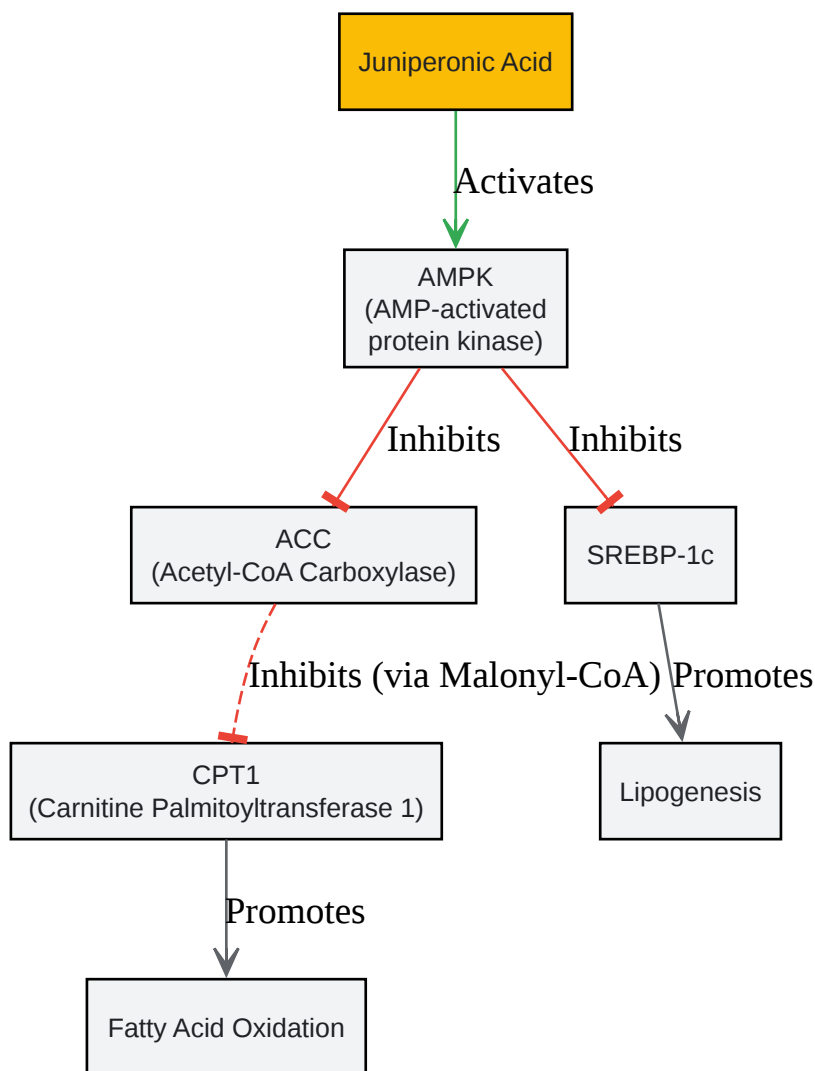 Juniperonic Acid
Activates
AMPK
(AMP-activated
protein kinase)
Inhibits
Inhibits
ACC
(Acetyl-CoA Carboxylase)
SREBP-1c
Inhibits (via Malonyl-CoA)
Promotes
CPT1
(Carnitine Palmitoyltransferase 1)
Lipogenesis
Promotes
Fatty Acid Oxidation